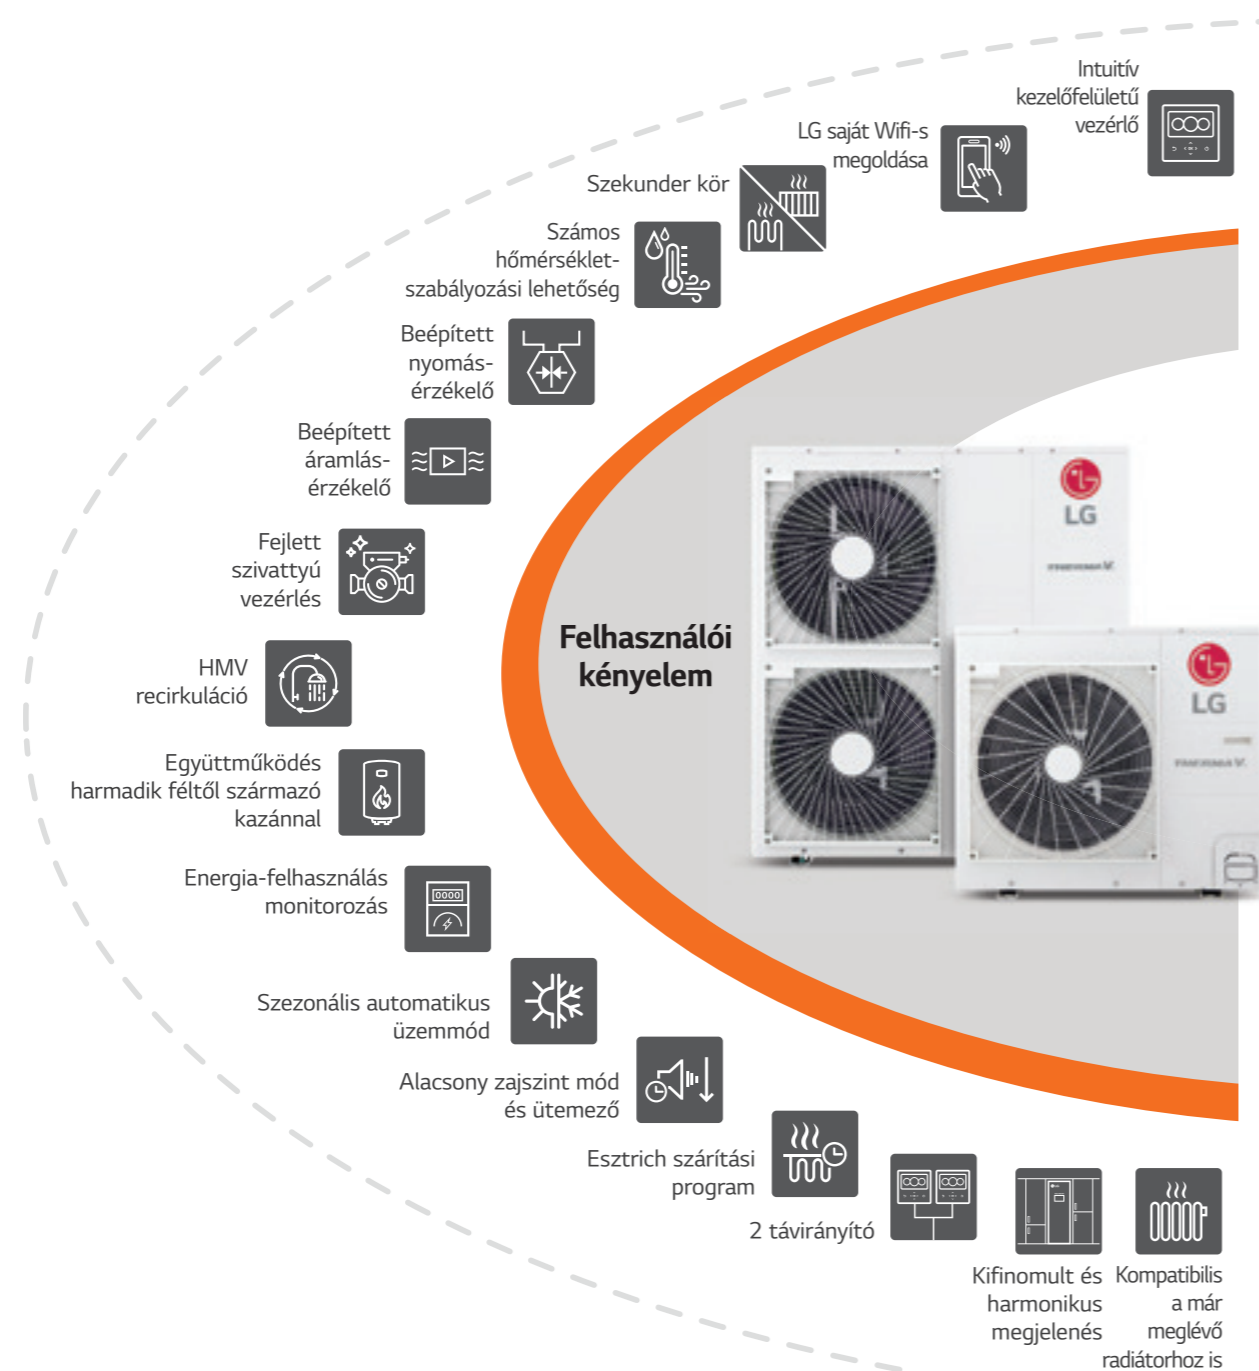 Intuitív
kezelőfelületű
vezérlő
LG saját Wifi-s
megoldása
Szekunder kör
Számos
hőmérséklet-
szabályozási lehetőség
Beépített
nyomás-
érzékelő
Beépített
áramlás-
érzékelő
Fejlett
szivattyú
vezérlés
HMV
recirkuláció
Együttműködés
harmadik féltől származó
kazánnal
Energia-felhasználás
monitorozás
0000
Szezonális automatikus
üzemmód
Alacsony zajszint mód
és ütemező
Esztrich szárítási
program
2 távirányító
Kifinomult és
harmonikus
megjelenés
Kompatibilis
a már
meglévő
radiátorhoz is
Felhasználói
kényelem
LG
LG